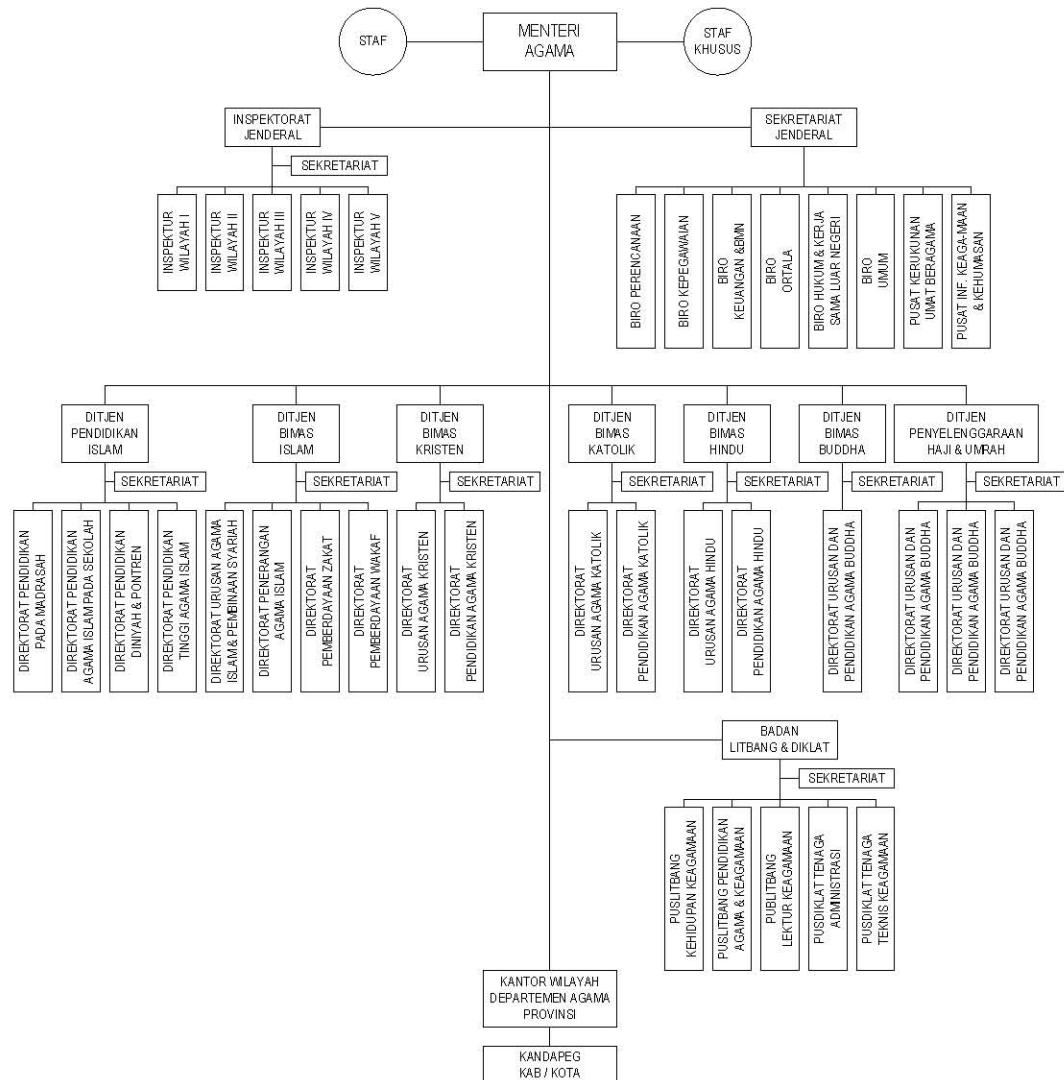 STAF
MENTERI
AGAMA
STAF
KHUSUS
INSPEKTORAT
JENDERAL
SEKRETARIAT
INSPEKTUR
WILAYAH I
INSPEKTUR
WILAYAH II
INSPEKTUR
WILAYAH III
INSPEKTUR
WILAYAH IV
INSPEKTUR
WILAYAH V
SEKRETARIAT
JENDERAL
BIRO PERENCANAAN
BIRO KEPEGAWAIAN
BIRO
KEUANGAN &BMN
BIRO
ORTALA
BIRO HUKUM & KERJA
SAMA LUAR NEGERI
BIRO
UMUM
PUSAT KERUKUNAN
UMAT BERAGAMA
PUSAT INF. KEAGA-MAAN
& KEHUMASAN
DITJEN
PENDIDIKAN
ISLAM
SEKRETARIAT
DIREKTORAT PENDIDIKAN
PADA MADRASAH
DIREKTORAT PENDIDIKAN
AGAMA ISLAM PADA SEKOLAH
DIREKTORAT PENDIDIKAN
DINIYAH & PONTREN
DIREKTORAT PENDIDIKAN
TINGGI AGAMA ISLAM
DITJEN
BIMAS
ISLAM
SEKRETARIAT
DIREKTORAT URUSAN AGAMA
ISLAM & PEMBINAAN SYARIAH
DIREKTORAT PENERANGAN
AGAMA ISLAM
DIREKTORAT
PEMBERDAYAAN ZAKAT
DIREKTORAT
PEMBERDAYAAN WAKAF
DITJEN
BIMAS
KRISTEN
SEKRETARIAT
DIREKTORAT
URUSAN AGAMA KRISTEN
DIREKTORAT
PENDIDIKAN AGAMA KRISTEN
DITJEN
BIMAS
KATOLIK
SEKRETARIAT
DIREKTORAT
URUSAN AGAMA KATOLIK
DIREKTORAT
PENDIDIKAN AGAMA KATOLIK
DITJEN
BIMAS
HINDU
SEKRETARIAT
DIREKTORAT
URUSAN AGAMA HINDU
DIREKTORAT
PENDIDIKAN AGAMA HINDU
DITJEN
BIMAS
BUDDHA
SEKRETARIAT
DIREKTORAT URUSAN DAN
PENDIDIKAN AGAMA BUDDHA
DITJEN
PENYELENGGARAAN
HAJI & UMRAH
SEKRETARIAT
DIREKTORAT URUSAN DAN
PENDIDIKAN AGAMA BUDDHA
DIREKTORAT URUSAN DAN
PENDIDIKAN AGAMA BUDDHA
DIREKTORAT URUSAN DAN
PENDIDIKAN AGAMA BUDDHA
BADAN
LITBANG & DIKLAT
SEKRETARIAT
PUSLITBANG
KEHIDUPAN KEAGAMAAN
PUSLITBANG PENDIDIKAN
AGAMA & KEAGAMAAN
PUBLITBANG
LEKTUR KEAGAMAAN
PUSDIKLAT TENAGA
ADMINISTRASI
PUSDIKLAT TENAGA
TEKNIS KEAGAMAAN
KANTOR WILAYAH
DEPARTEMEN AGAMA
PROVINSI
KANDAPEG
KAB / KOTA